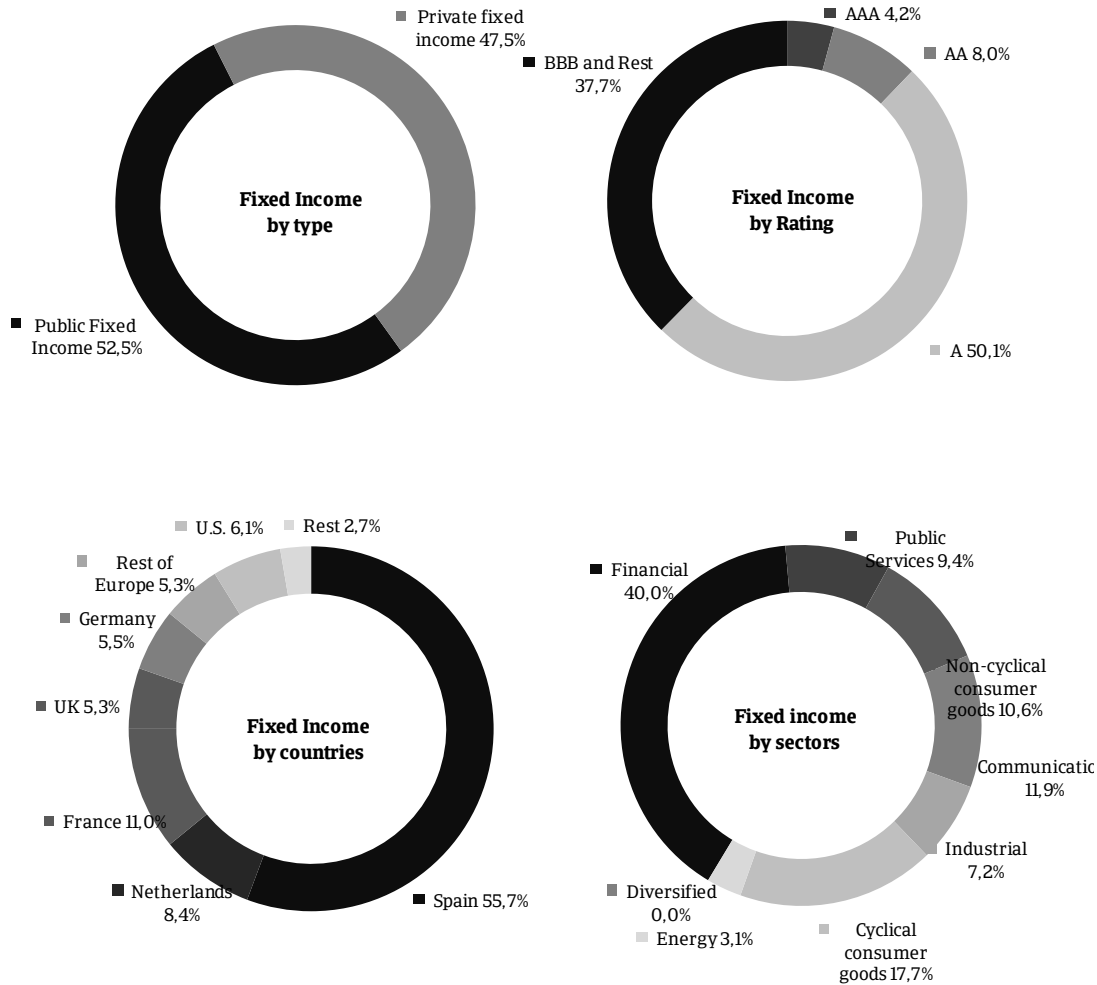 Private fixed
income 47,5%
Fixed Income
by type
Public Fixed
Income 52,5%
AAA 4,2%
AA 8,0%
BBB and Rest
37,7%
Fixed Income
by Rating
A 50,1%
U.S. 6,1%
Rest 2,7%
Rest of
Europe 5,3%
Germany
5,5%
UK 5,3%
Fixed Income
by countries
France 11,0%
Netherlands
8,4%
Spain 55,7%
Public
Services 9,4%
Financial
40,0%
Non-cyclical
consumer
goods 10,6%
Fixed income
by sectors
Communicatio
11,9%
Industrial
7,2%
Diversified
0,0%
Energy 3,1%
Cyclical
consumer
goods 17,7%